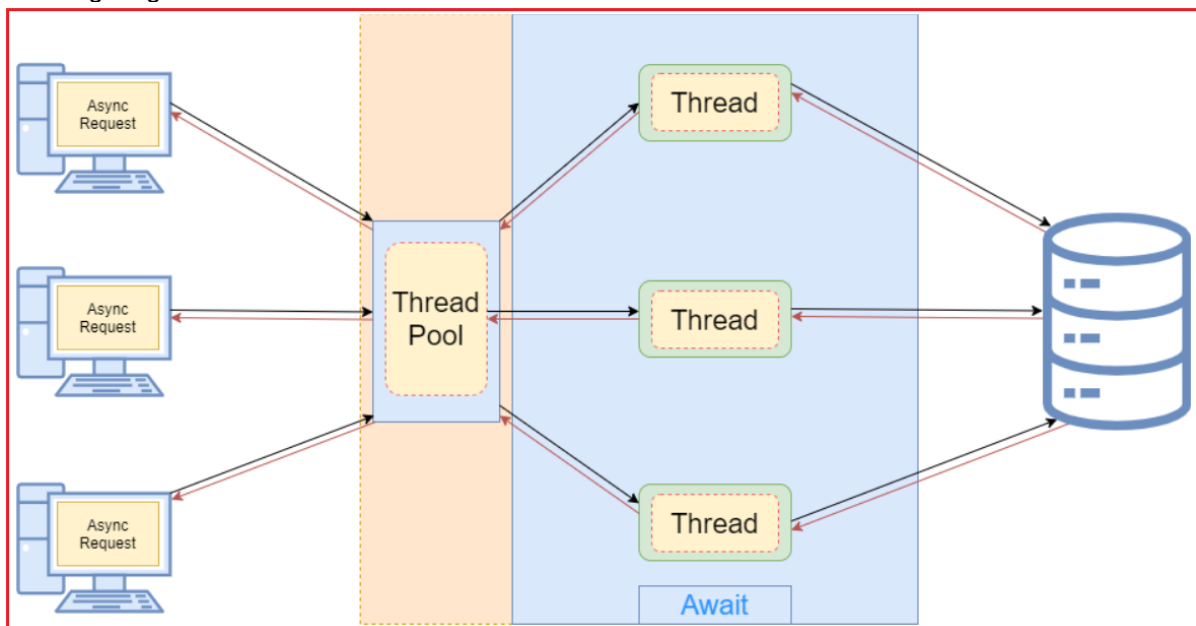 Async
Request
Thread
Async
Request
Thread
Pool
Thread
Async
Request
Thread
Await